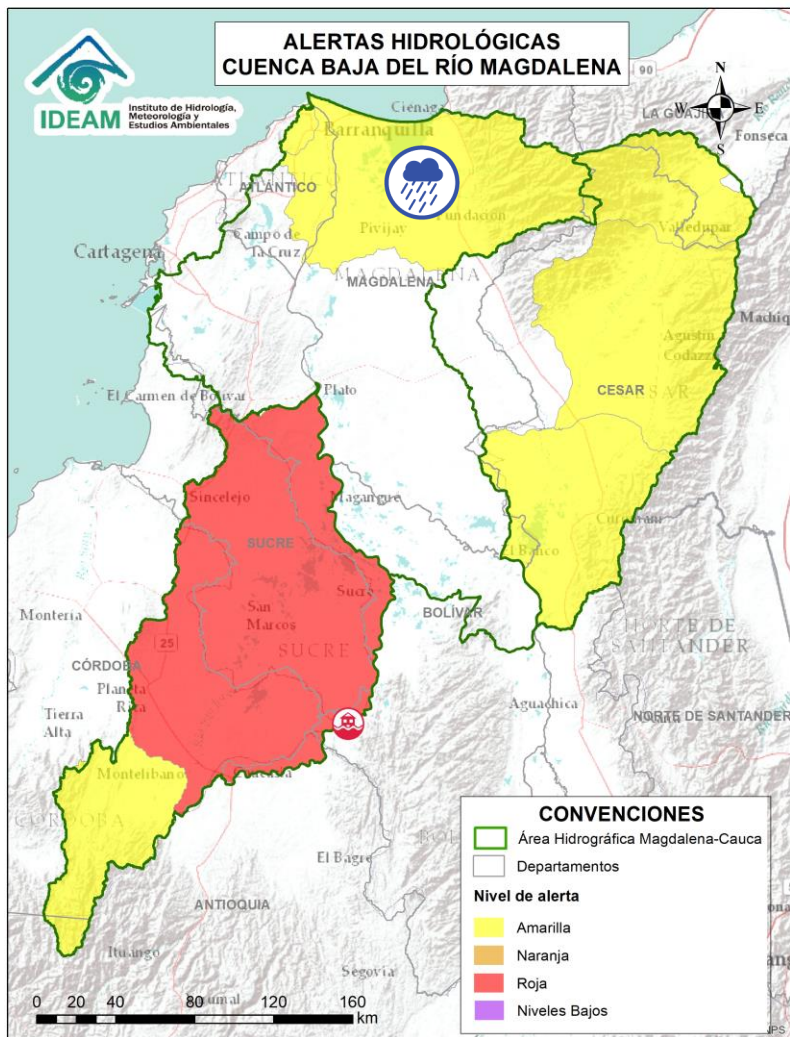 ALERTAS HIDROLÓGICAS
CUENCA BAJA DEL RÍO MAGDALENA
IDEAM
Instituto de Hidrología,
Meteorología y
Estudios Ambientales
N
W
E
S
90
Ciénaga
LA GUAJIRA
Fonseca
Barranquilla
ATLÁNTICO
Fundación
Pivijay
Valledupar
Campo de
La Cruz
Cartagena
MAGDALENA
MAGDALENA
Agustín
Codazzi
Machiq
CESAR
El Carmen de Bolívar
Plato
Sincelejo
Magangue
SUCRE
El Banco
Sucre
BOLÍVAR
San
Marcos
Montería
SUCRE
NORTE DE
SANTANDER
25
CÓRDOBA
Planeta
Rica
Aguachica
Tierra
Alta
NORTE DE SANTANDER
Montelibano
CÓRDOBA
El Bagre
ANTIOQUIA
Ituango
Segovia
CONVENCIONES
Área Hidrográfica Magdalena-Cauca
Departamentos
Nivel de alerta
Amarilla
Naranja
Roja
Niveles Bajos
0 20 40 80 120 160
km